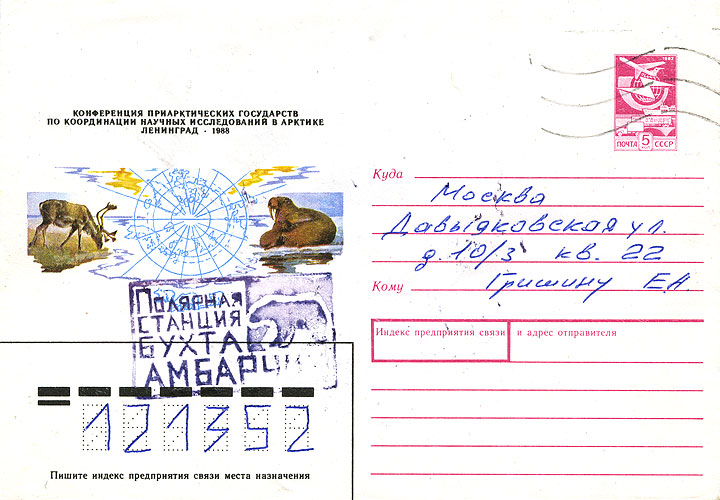 КОНФЕРЕНЦИЯ ПРИАРКТИЧЕСКИХ ГОСУДАРСТВ
ПО КООРДИНАЦИИ НАУЧНЫХ ИССЛЕДОВАНИЙ В АРКТИКЕ
ЛЕНИНГРАД · 1988
1982
ПОЧТА 5 СССР
Куда Москва
Давыдковская ул.
д. 10/3 кв. 22
Кому Гришину Е.А.
Индекс предприятия связи и адрес отправителя
ПОЛЯРНАЯ
СТАНЦИЯ
БУХТА
АМБАРЧИК
121352
Пишите индекс предприятия связи места назначения